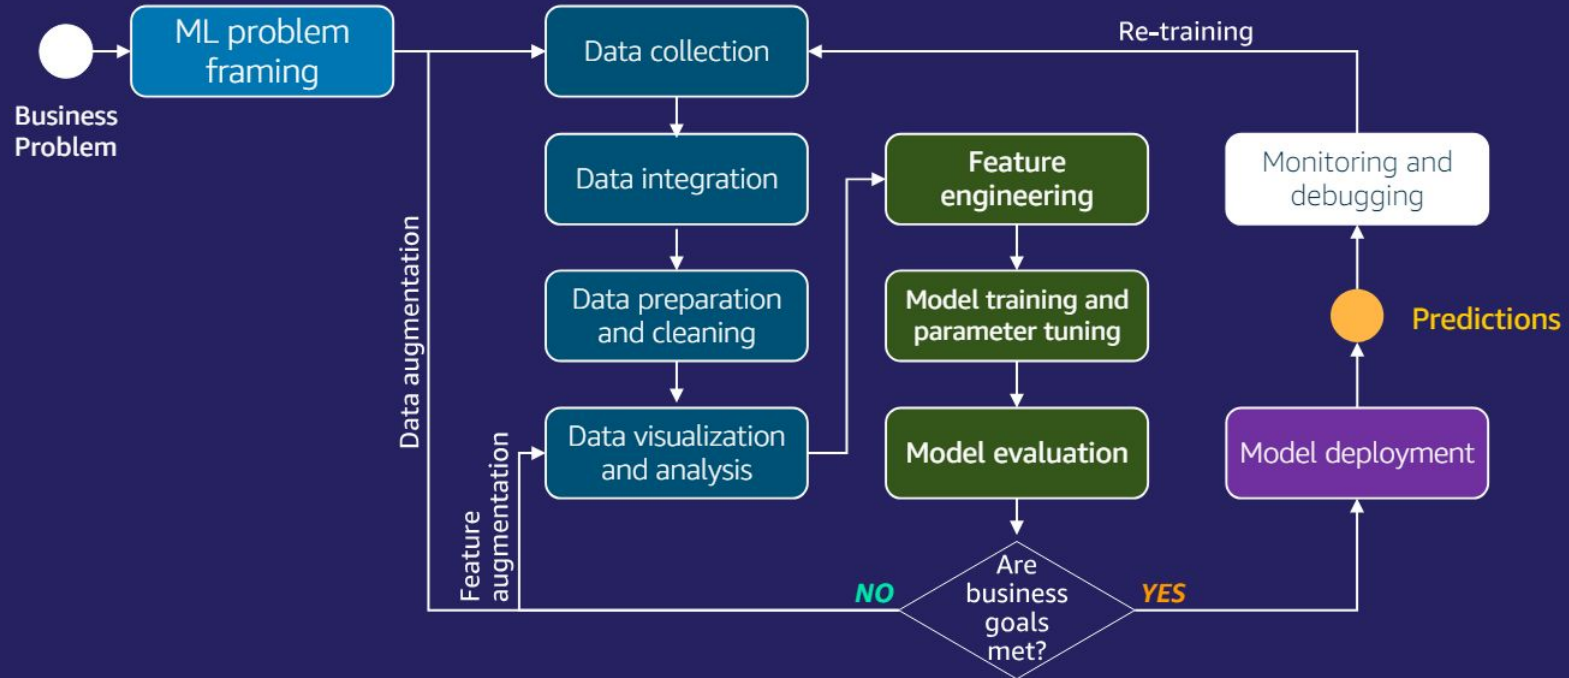 Business
Problem
ML problem
framing
Data collection
Re-training
Data integration
Feature
engineering
Monitoring and
debugging
Data augmentation
Data preparation
and cleaning
Model training and
parameter tuning
Predictions
Feature
augmentation
Data visualization
and analysis
Model evaluation
Model deployment
Are
business
goals
met?
NO
YES